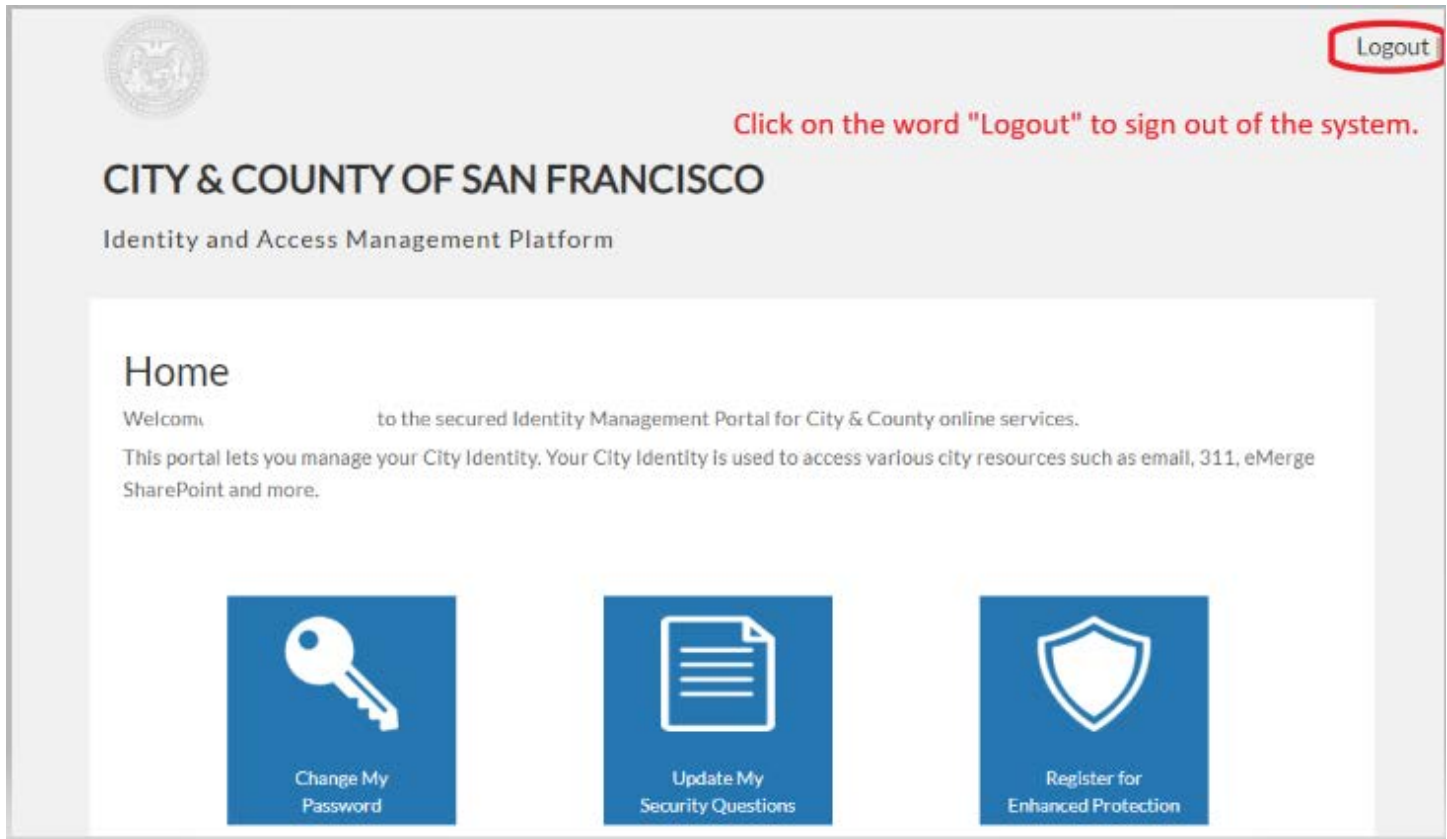 Logout
Click on the word "Logout" to sign out of the system.
CITY & COUNTY OF SAN FRANCISCO
Identity and Access Management Platform
Home
to the secured Identity Management Portal for City & County online services.
This portal lets you manage your City Identity. Your City Identity is used to access various city resources such as email, 311, eMerge
SharePoint and more.
Change My
Password
Update My
Security Questions
Register for
Enhanced Protection